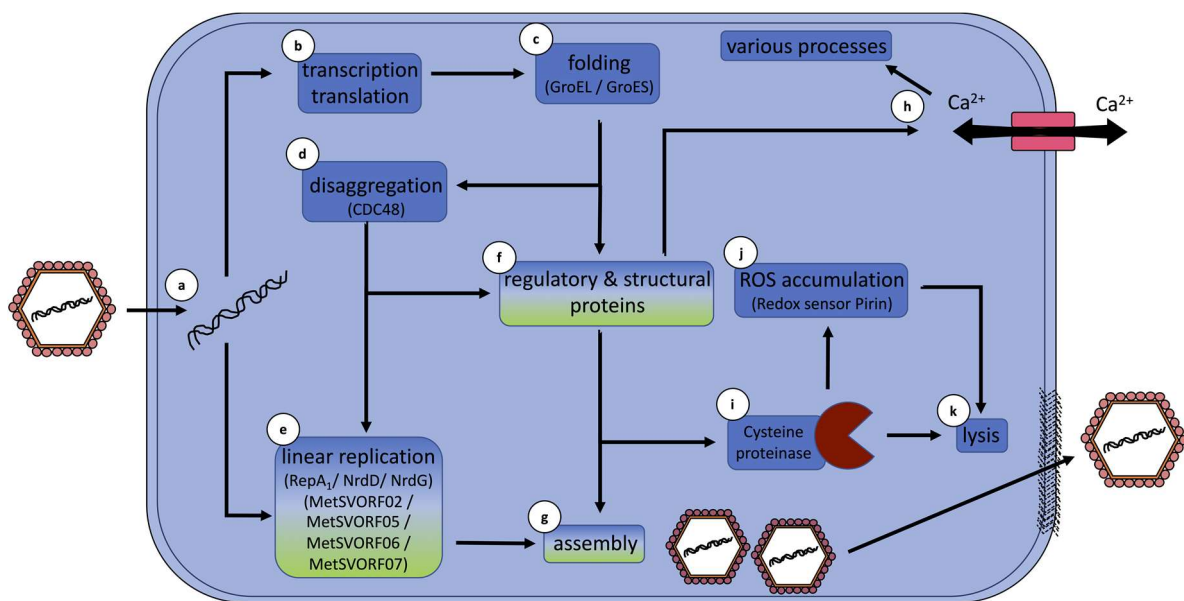 a
b
transcription
translation
c
folding
(GroEL / GroES)
various processes
h
Ca²⁺
Ca²⁺
d
disaggregation
(CDC48)
f
regulatory & structural
proteins
j
ROS accumulation
(Redox sensor Pirin)
e
linear replication
(RepA₁/ NrdD/ NrdG)
(MetSVORF02 /
MetSVORF05 /
MetSVORF06 /
MetSVORF07)
g
assembly
i
Cysteine
proteinase
k
lysis